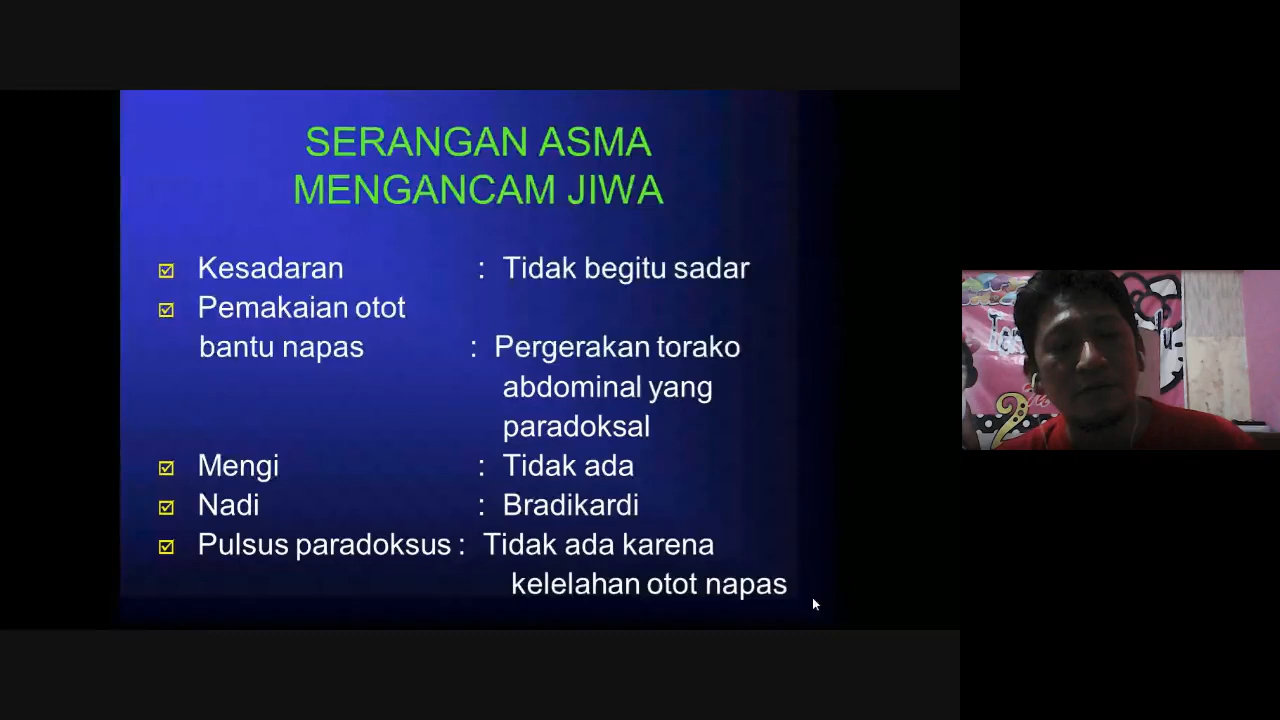 SERANGAN ASMA
MENGANCAM JIWA
Kesadaran : Tidak begitu sadar
Pemakaian otot
bantu napas : Pergerakan torako
abdominal yang
paradoksal
Mengi : Tidak ada
Nadi : Bradikardi
Pulsus paradoksus : Tidak ada karena
kelelahan otot napas
2